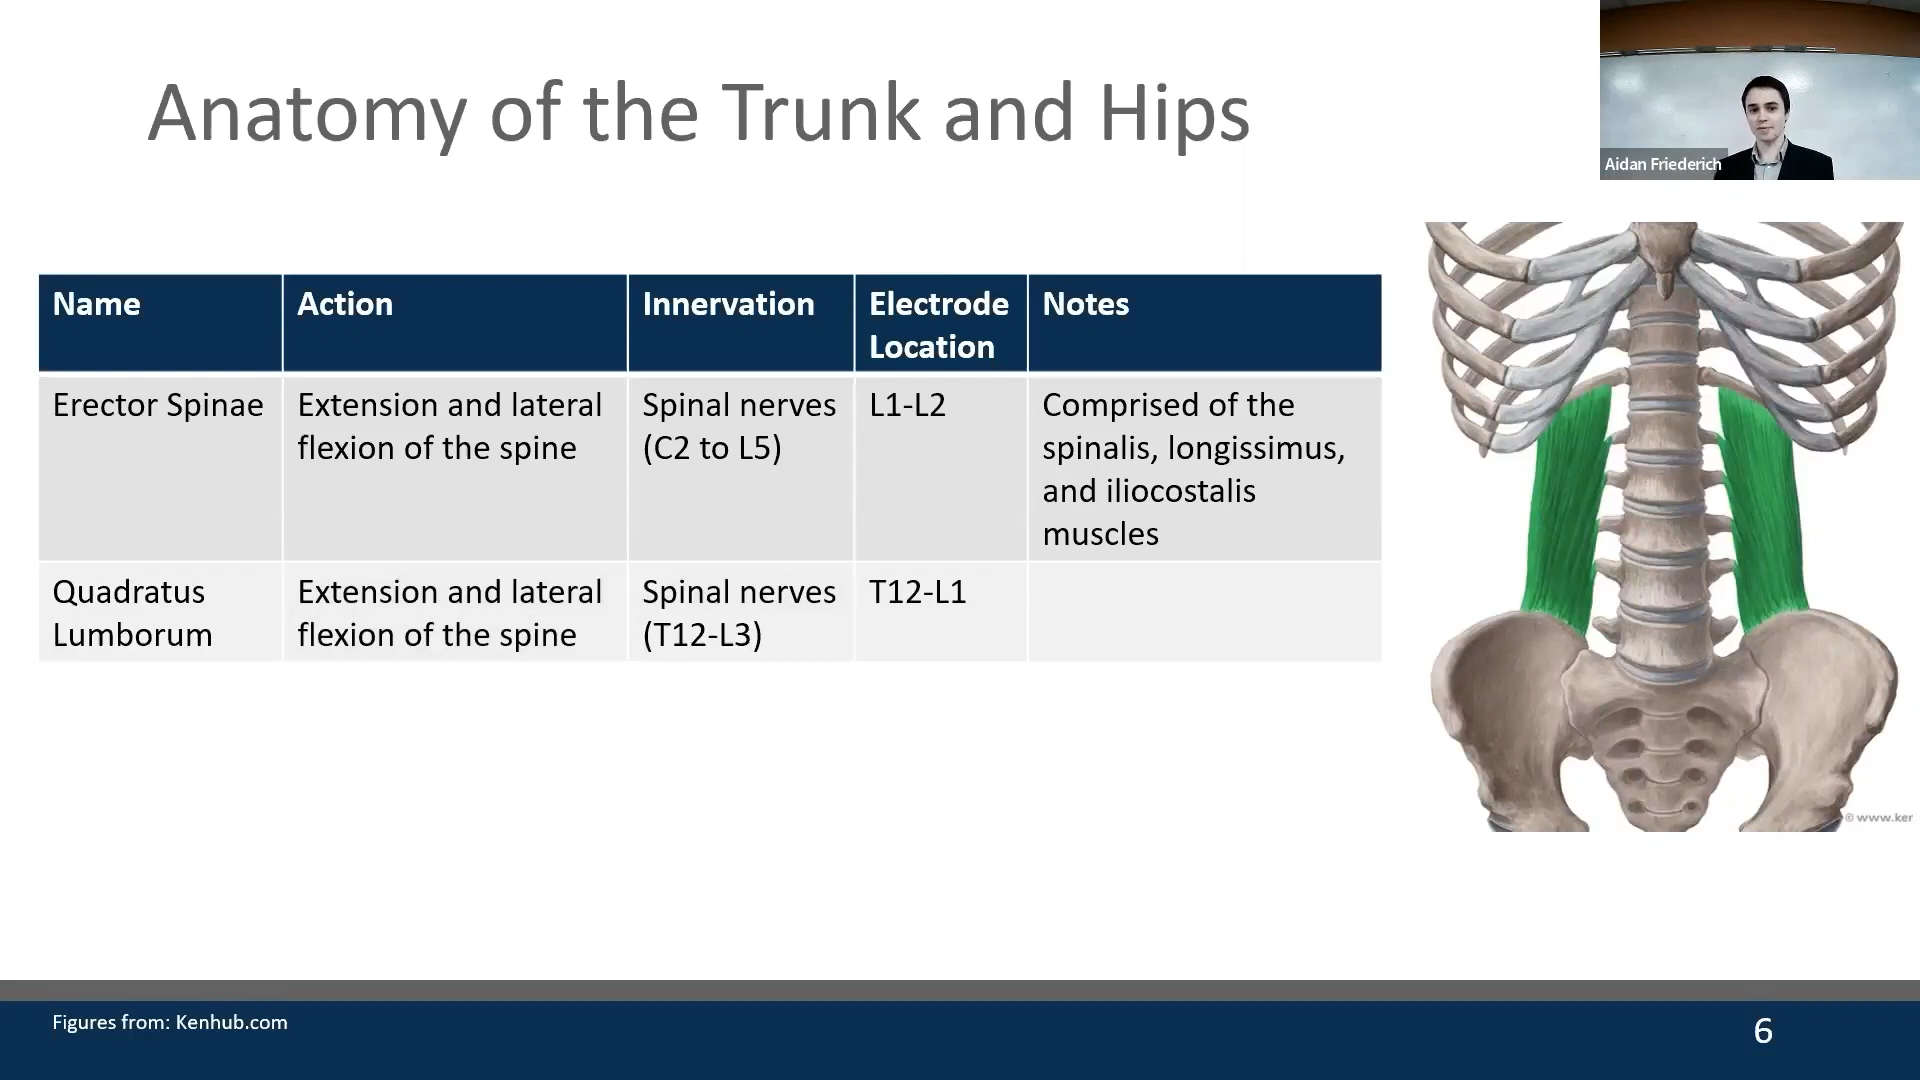 Anatomy of the Trunk and Hips
Aidan Friederich
Name
Action
Innervation
Electrode
Location
Notes
Erector Spinae
Extension and lateral
flexion of the spine
Spinal nerves
(C2 to L5)
L1-L2
Comprised of the
spinalis, longissimus,
and iliocostalis
muscles
Quadratus
Lumborum
Extension and lateral
flexion of the spine
Spinal nerves
(T12-L3)
T12-L1
© www.ker
Figures from: Kenhub.com
6